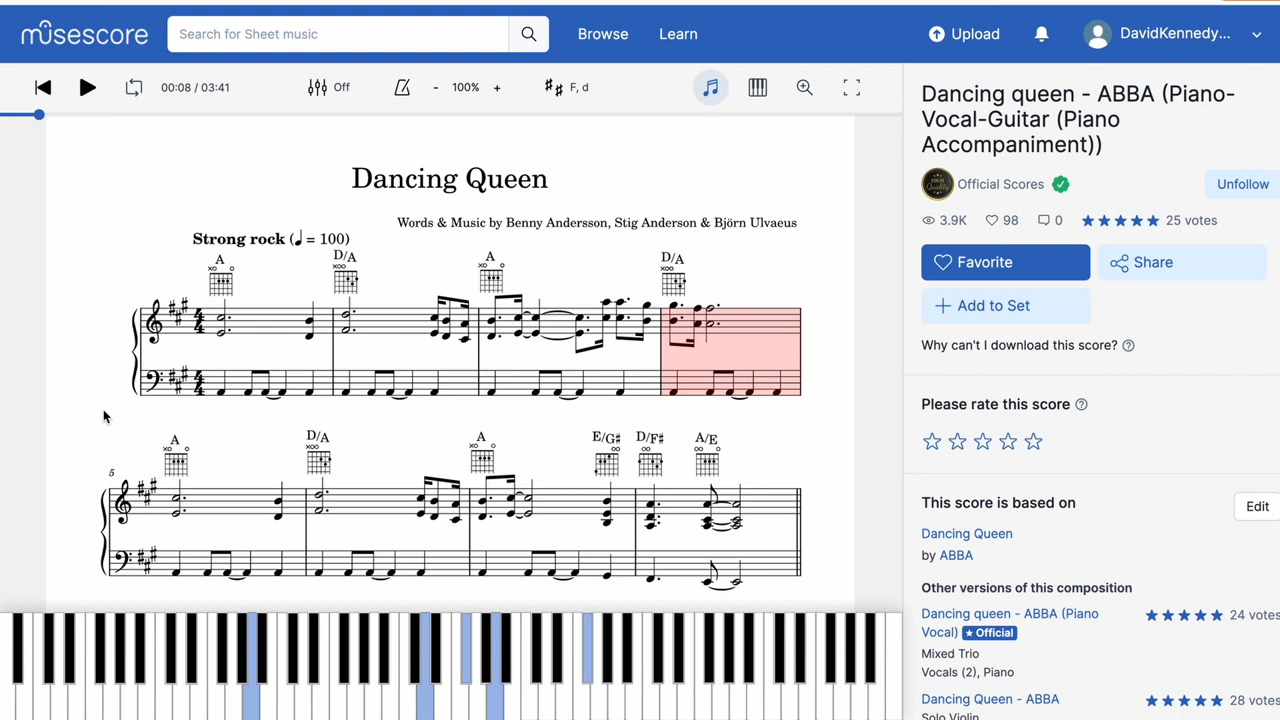 musescore
Search for Sheet music
Browse
Learn
Upload
DavidKennedy...
00:08 / 03:41
Off
- 100% +
F, d
Dancing queen - ABBA (Piano-
Vocal-Guitar (Piano
Accompaniment))
Official Scores
Unfollow
3.9K
98
0
25 votes
Favorite
Share
Add to Set
Why can't I download this score?
Please rate this score
This score is based on
Edit
Dancing Queen
by ABBA
Other versions of this composition
Dancing queen - ABBA (Piano
Vocal) ★ Official
24 votes
Mixed Trio
Vocals (2), Piano
Dancing Queen - ABBA
28 votes
Solo Violin
Dancing Queen
Words & Music by Benny Andersson, Stig Anderson & Björn Ulvaeus
Strong rock (♩ = 100)
A D/A A D/A
5
A D/A A E/G# D/F# A/E